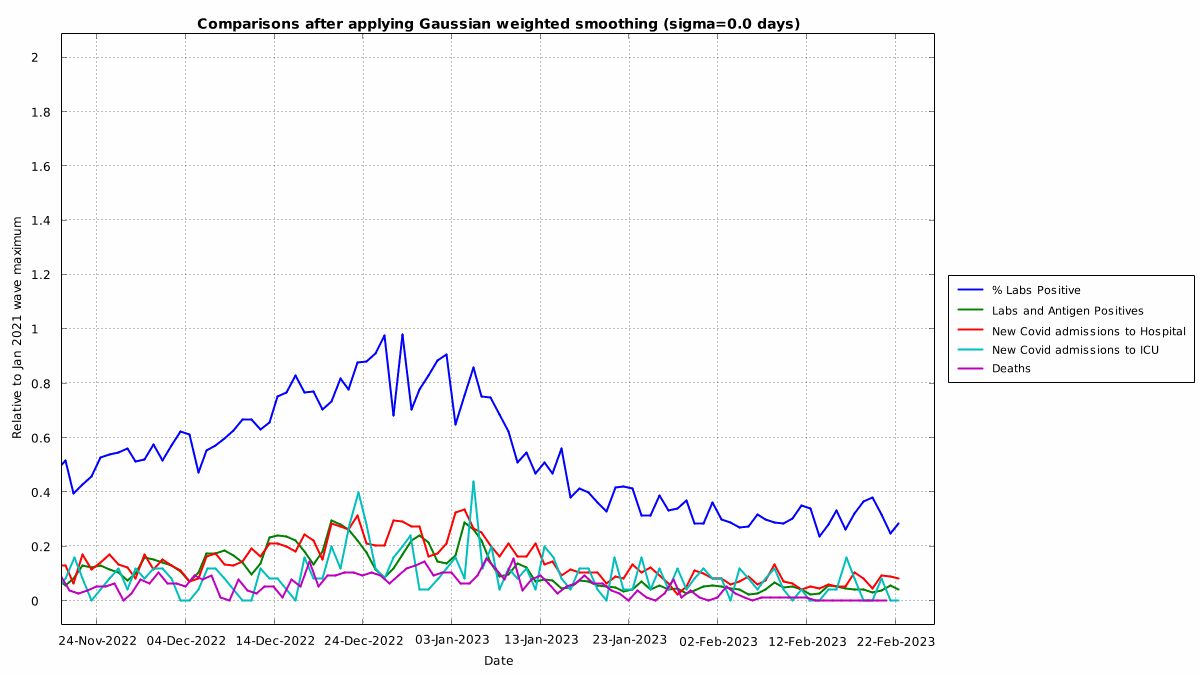 Comparisons after applying Gaussian weighted smoothing (sigma=0.0 days)
Relative to Jan 2021 wave maximum
2
1.8
1.6
1.4
1.2
1
0.8
0.6
0.4
0.2
0
24-Nov-2022 04-Dec-2022 14-Dec-2022 24-Dec-2022 03-Jan-2023 13-Jan-2023 23-Jan-2023 02-Feb-2023 12-Feb-2023 22-Feb-2023
Date
% Labs Positive
Labs and Antigen Positives
New Covid admissions to Hospital
New Covid admissions to ICU
Deaths